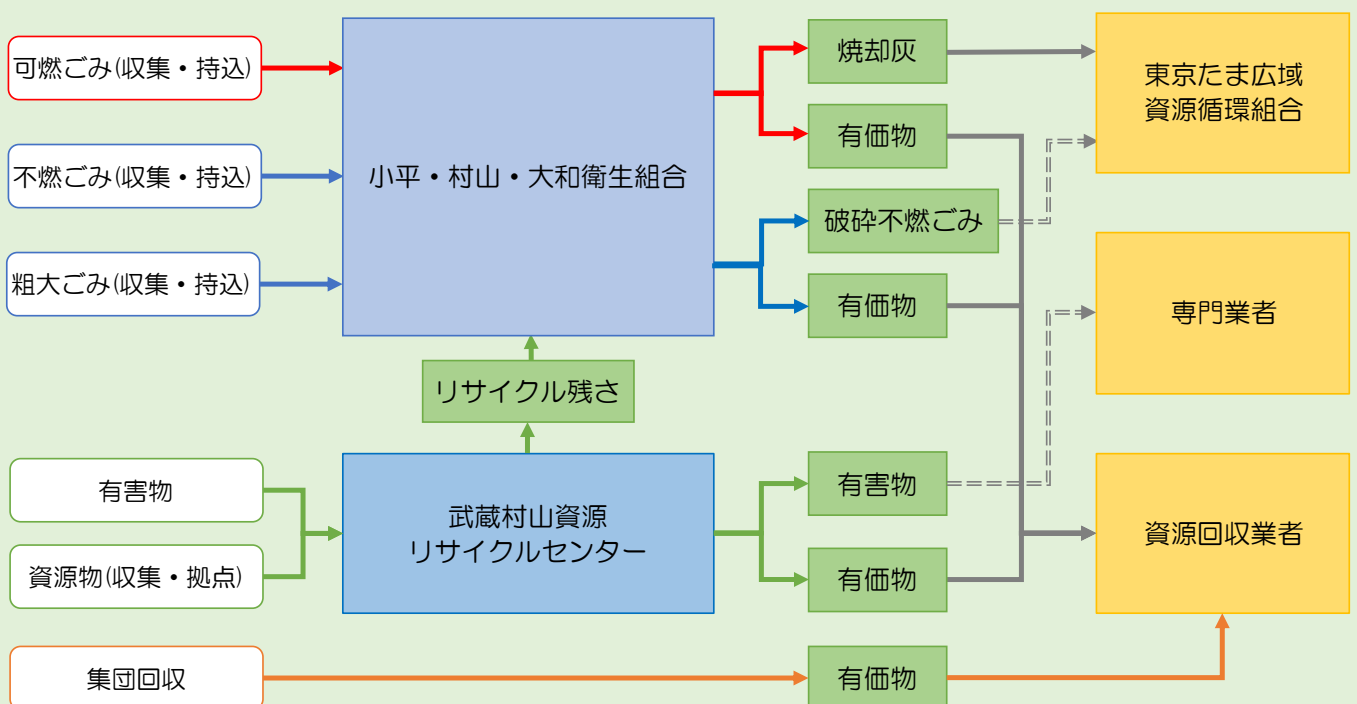 可燃ごみ(収集・持込)
不燃ごみ(収集・持込)
粗大ごみ(収集・持込)
小平・村山・大和衛生組合
焼却灰
有価物
破砕不燃ごみ
有価物
東京たま広域
資源循環組合
専門業者
リサイクル残さ
有害物
資源物(収集・拠点)
武蔵村山資源
リサイクルセンター
有害物
有価物
資源回収業者
集団回収
有価物